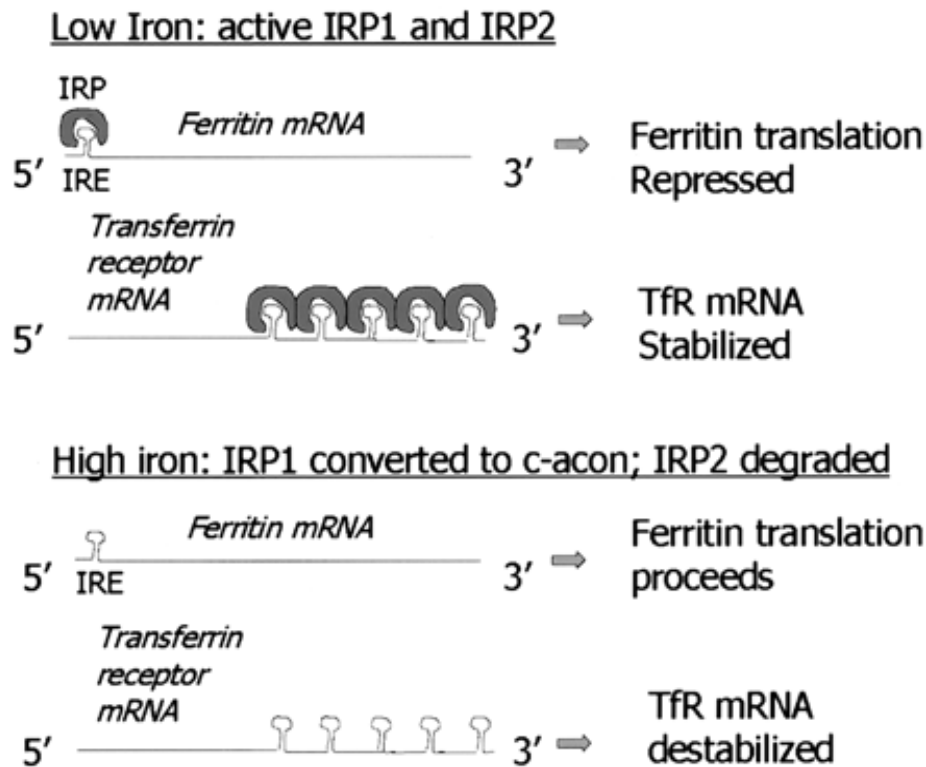 Low Iron: active IRP1 and IRP2
IRP
Ferritin mRNA
5′ IRE 3′
Ferritin translation
Repressed
Transferrin
receptor
mRNA
5′ 3′
TfR mRNA
Stabilized
High iron: IRP1 converted to c-acon; IRP2 degraded
Ferritin mRNA
5′ IRE 3′
Ferritin translation
proceeds
Transferrin
receptor
mRNA
5′ 3′
TfR mRNA
destabilized